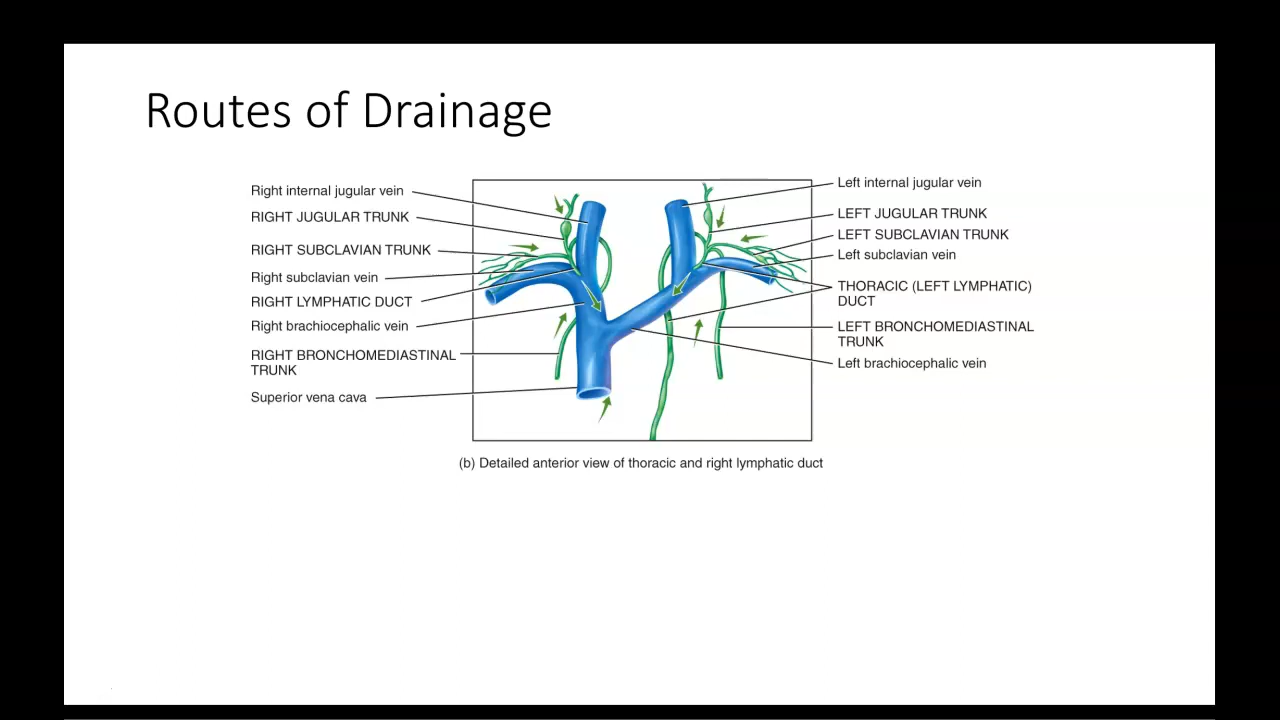 Routes of Drainage
Right internal jugular vein
RIGHT JUGULAR TRUNK
RIGHT SUBCLAVIAN TRUNK
Right subclavian vein
RIGHT LYMPHATIC DUCT
Right brachiocephalic vein
RIGHT BRONCHOMEDIASTINAL
TRUNK
Superior vena cava
Left internal jugular vein
LEFT JUGULAR TRUNK
LEFT SUBCLAVIAN TRUNK
Left subclavian vein
THORACIC (LEFT LYMPHATIC)
DUCT
LEFT BRONCHOMEDIASTINAL
TRUNK
Left brachiocephalic vein
(b) Detailed anterior view of thoracic and right lymphatic duct